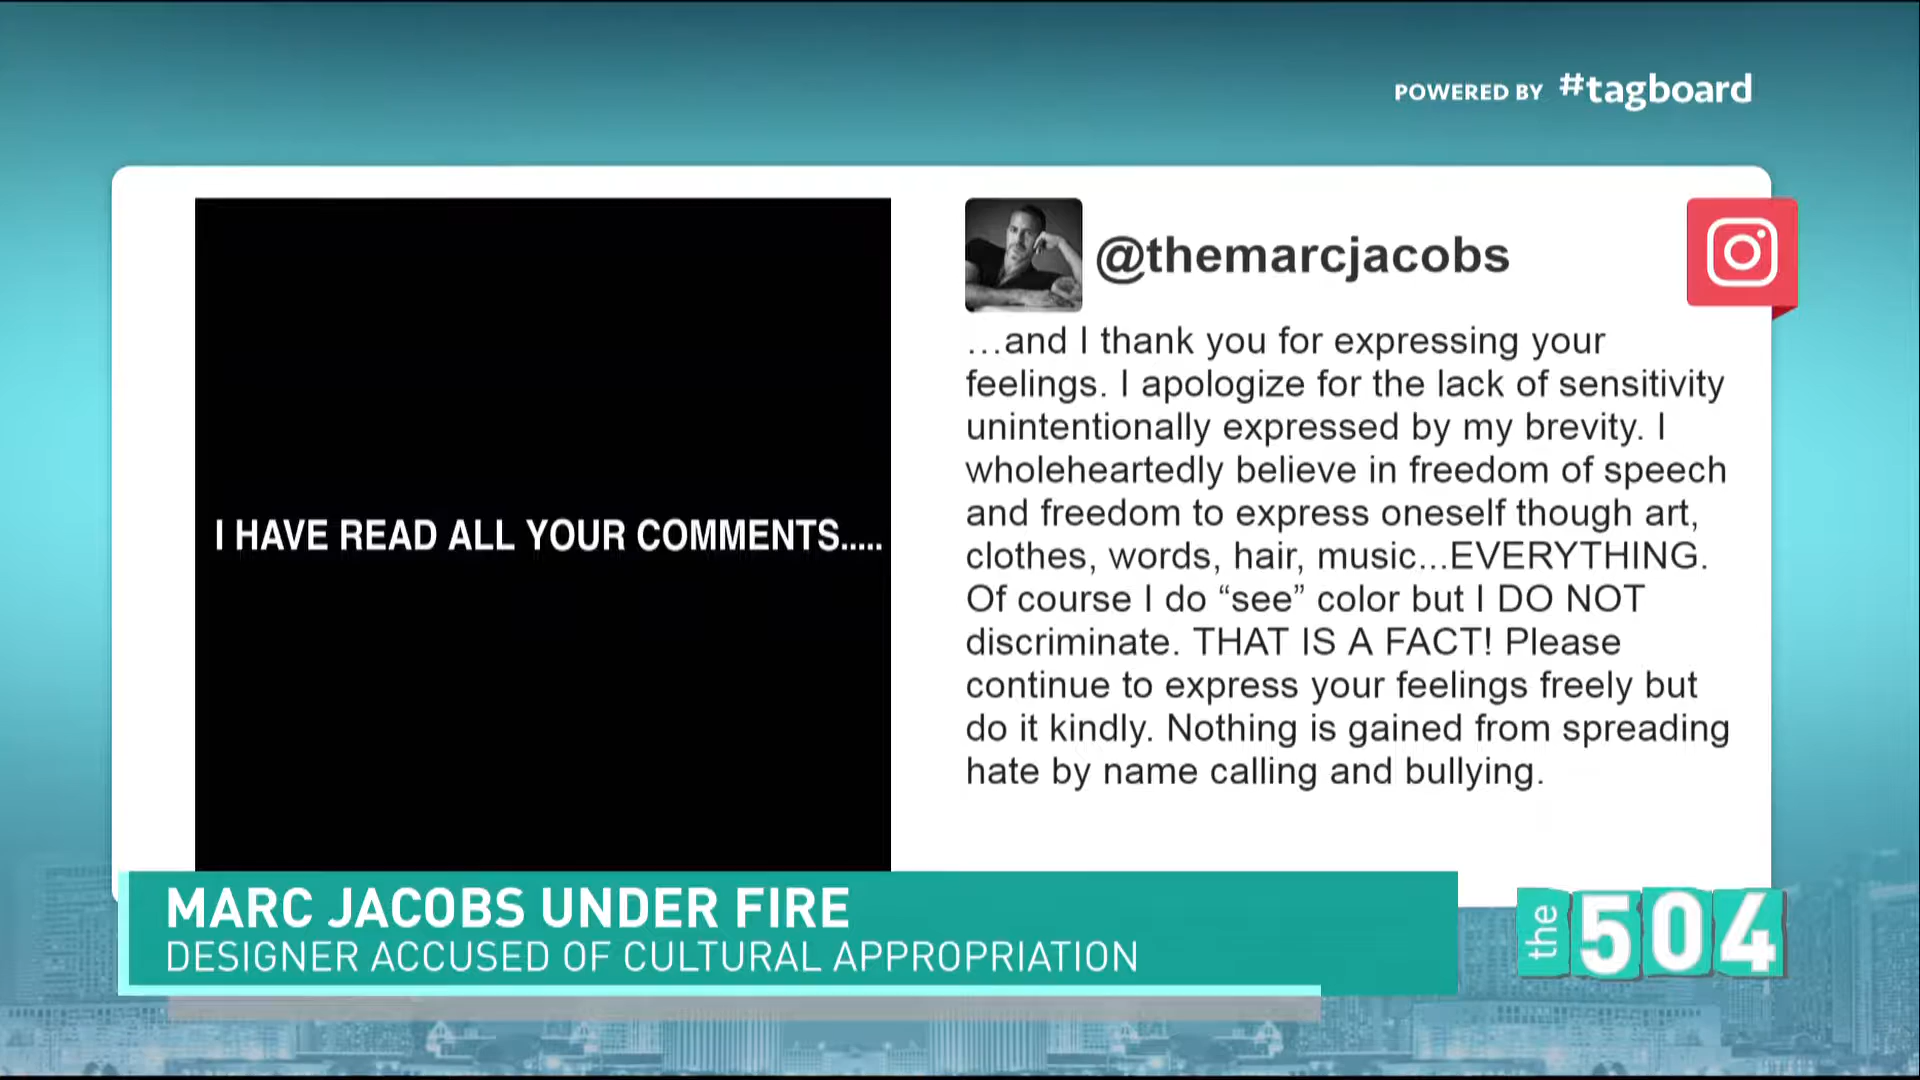 POWERED BY #tagboard
I HAVE READ ALL YOUR COMMENTS.....
@themarcjacobs
...and I thank you for expressing your
feelings. I apologize for the lack of sensitivity
unintentionally expressed by my brevity. I
wholeheartedly believe in freedom of speech
and freedom to express oneself though art,
clothes, words, hair, music...EVERYTHING.
Of course I do “see” color but I DO NOT
discriminate. THAT IS A FACT! Please
continue to express your feelings freely but
do it kindly. Nothing is gained from spreading
hate by name calling and bullying.
MARC JACOBS UNDER FIRE
DESIGNER ACCUSED OF CULTURAL APPROPRIATION
the 504